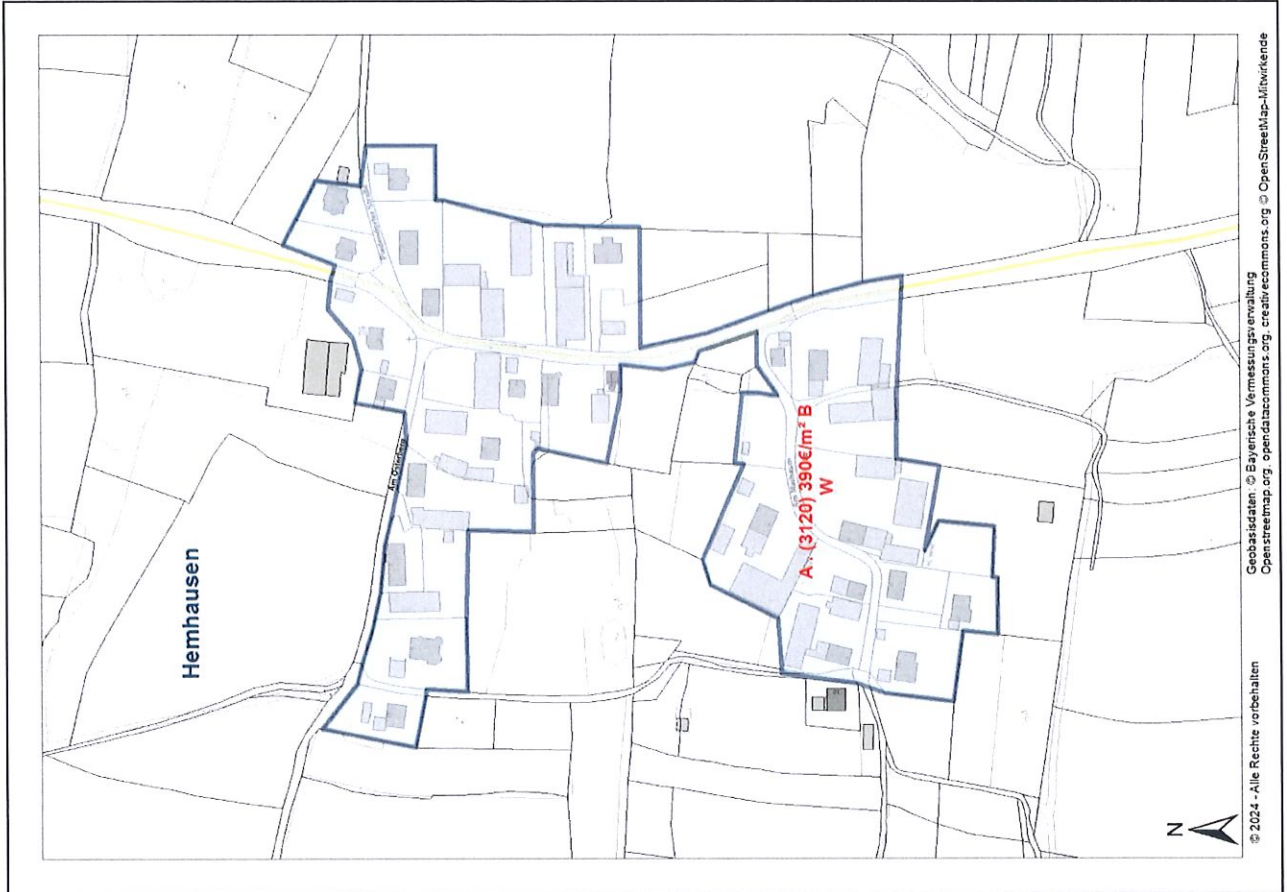 Hemhausen
Am Osterberg
A . (3120) 390€/m² B
W
N
© 2024 - Alle Rechte vorbehalten
Geobasisdaten: © Bayerische Vermessungsverwaltung
Openstreetmap.org, opendatacommons.org, creativecommons.org © OpenStreetMap-Mitwirkende